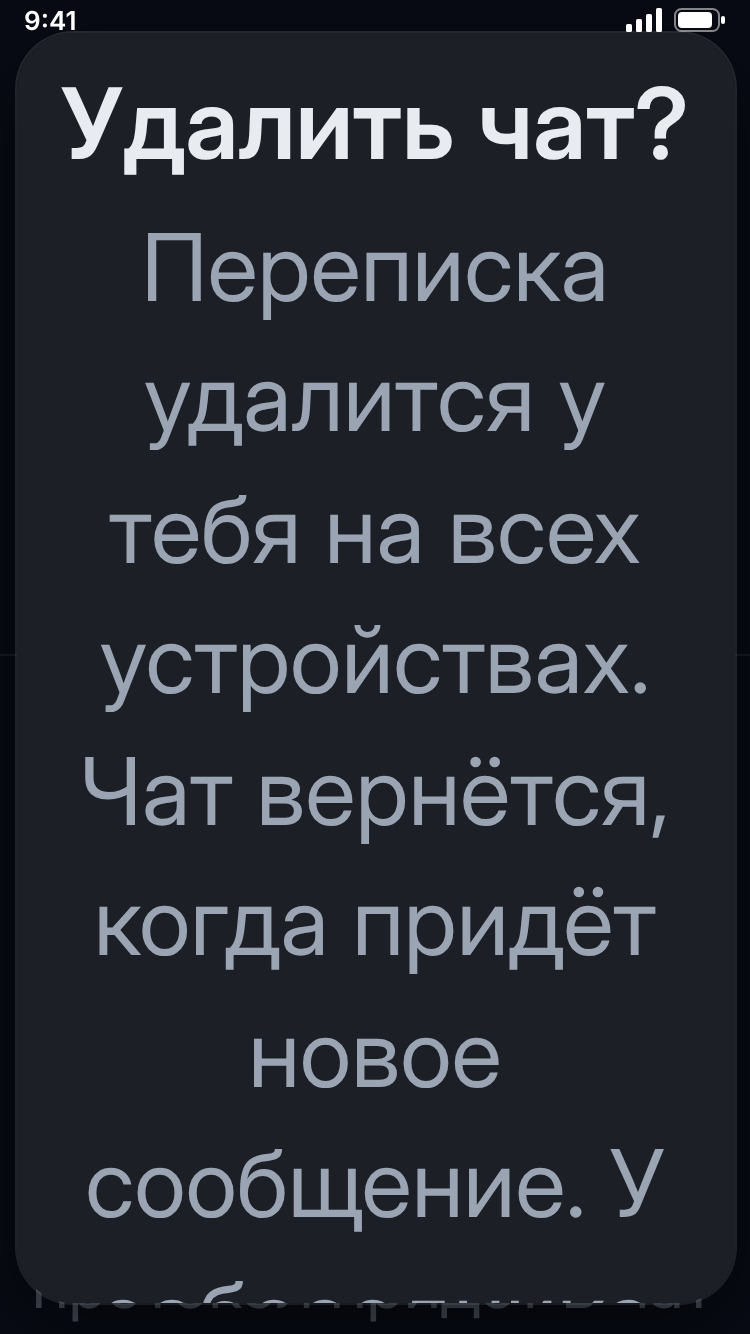 9:41
Удалить чат?
Переписка
удалится у
тебя на всех
устройствах.
Чат вернётся,
когда придёт
новое
сообщение. У